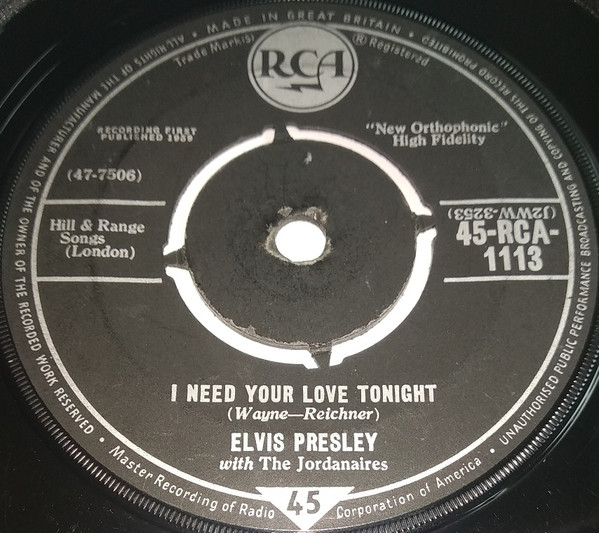 ALL RIGHTS OF THE MANUFACTURER AND OF THE OWNER OF THE RECORDED WORK RESERVED • MADE IN GREAT BRITAIN • UNAUTHORISED PUBLIC PERFORMANCE BROADCASTING AND COPYING OF THIS RECORD PROHIBITED
Trade Mark(s) ® Registered
RCA
RECORDING FIRST
PUBLISHED 1959
"New Orthophonic"
High Fidelity
(47-7506)
(J2WW-3253)
45-RCA-
1113
Hill & Range
Songs
(London)
I NEED YOUR LOVE TONIGHT
(Wayne—Reichner)
ELVIS PRESLEY
with The Jordanaires
45
• Master Recording of Radio Corporation of America •